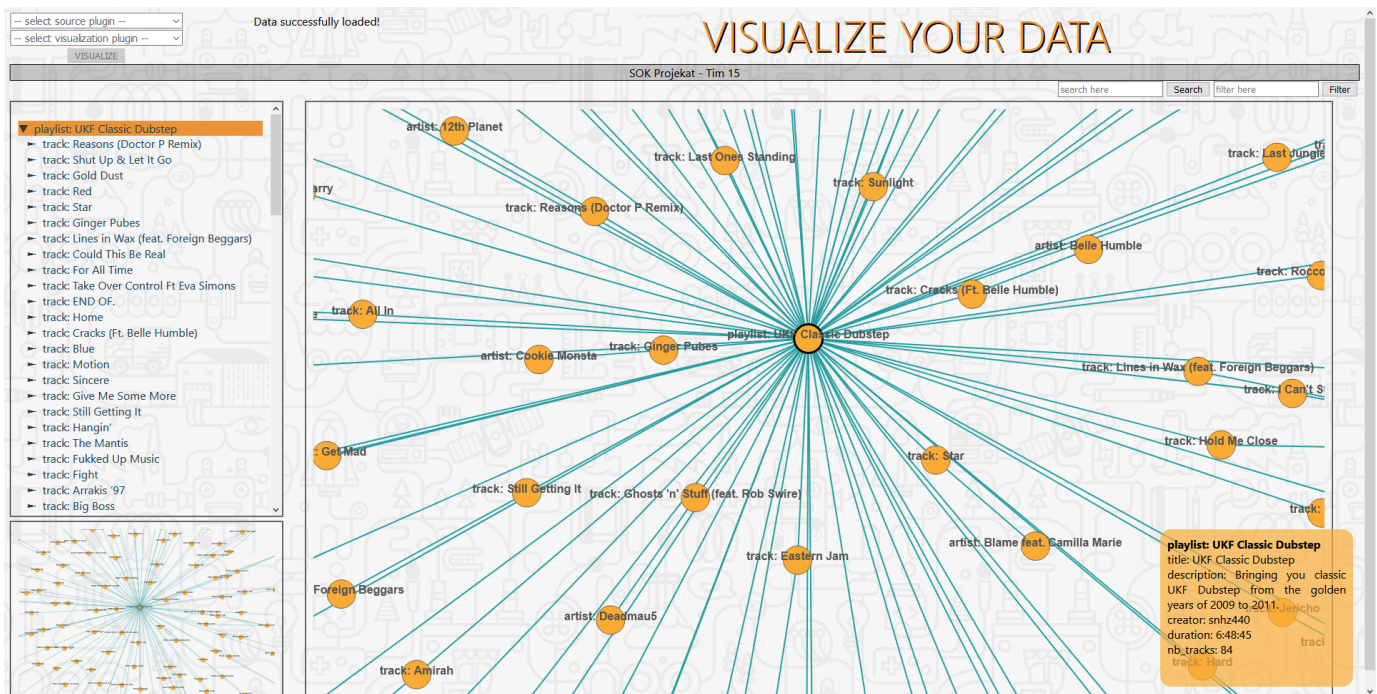 -- select source plugin --
Data successfully loaded!
VISUALIZE YOUR DATA
-- select visualization plugin --
VISUALIZE
SOK Projekat - Tim 15
search here
Search
filter here
Filter
playlist: UKF Classic Dubstep
track: Reasons (Doctor P Remix)
track: Shut Up & Let It Go
track: Gold Dust
track: Red
track: Star
track: Ginger Pubes
track: Lines in Wax (feat. Foreign Beggars)
track: Could This Be Real
track: For All Time
track: Take Over Control Ft Eva Simons
track: END OF.
track: Home
track: Cracks (Ft. Belle Humble)
track: Blue
track: Motion
track: Sincere
track: Give Me Some More
track: Still Getting It
track: Hangin'
track: The Mantis
track: Fukked Up Music
track: Fight
track: Arrakis '97
track: Big Boss
artist: 12th Planet
track: Last Ones Standing
track: Last Jungle
track: Sunlight
arry
track: Reasons (Doctor P Remix)
artist: Belle Humble
track: Rocco
track: Cracks (Ft. Belle Humble)
track: All In
playlist: UKF Classic Dubstep
track: Ginger Pubes
artist: Cookie Monsta
track: Lines in Wax (feat. Foreign Beggars)
track: I Can't S
track: Hold Me Close
: Get Mad
track: Star
track: Still Getting It
track: Ghosts 'n' Stuff (feat. Rob Swire)
track:
artist: Blame feat. Camilla Marie
track: Eastern Jam
Foreign Beggars
artist: Deadmau5
track: Jericho
track: Amirah
track
track: Hard
playlist: UKF Classic Dubstep
title: UKF Classic Dubstep
description: Bringing you classic
UKF Dubstep from the golden
years of 2009 to 2011.
creator: snhz440
duration: 6:48:45
nb_tracks: 84